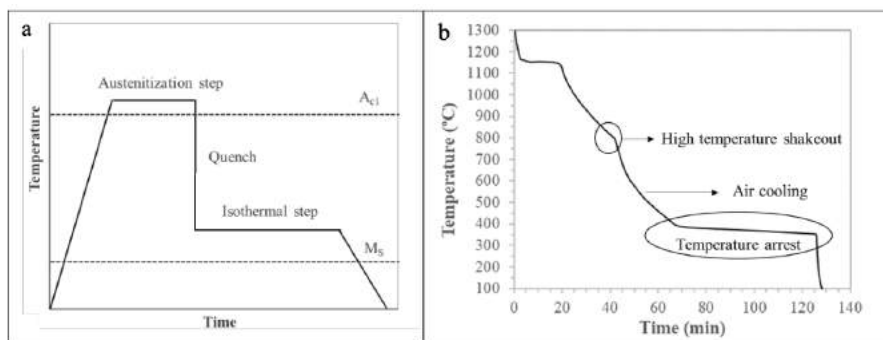 a
Austenitization step
Ac1
Temperature
Quench
Isothermal step
MS
Time
b
1300
1200
1100
1000
900
800
700
600
500
400
300
200
100
Temperature (ºC)
High temperature shakeout
Air cooling
Temperature arrest
0 20 40 60 80 100 120 140
Time (min)